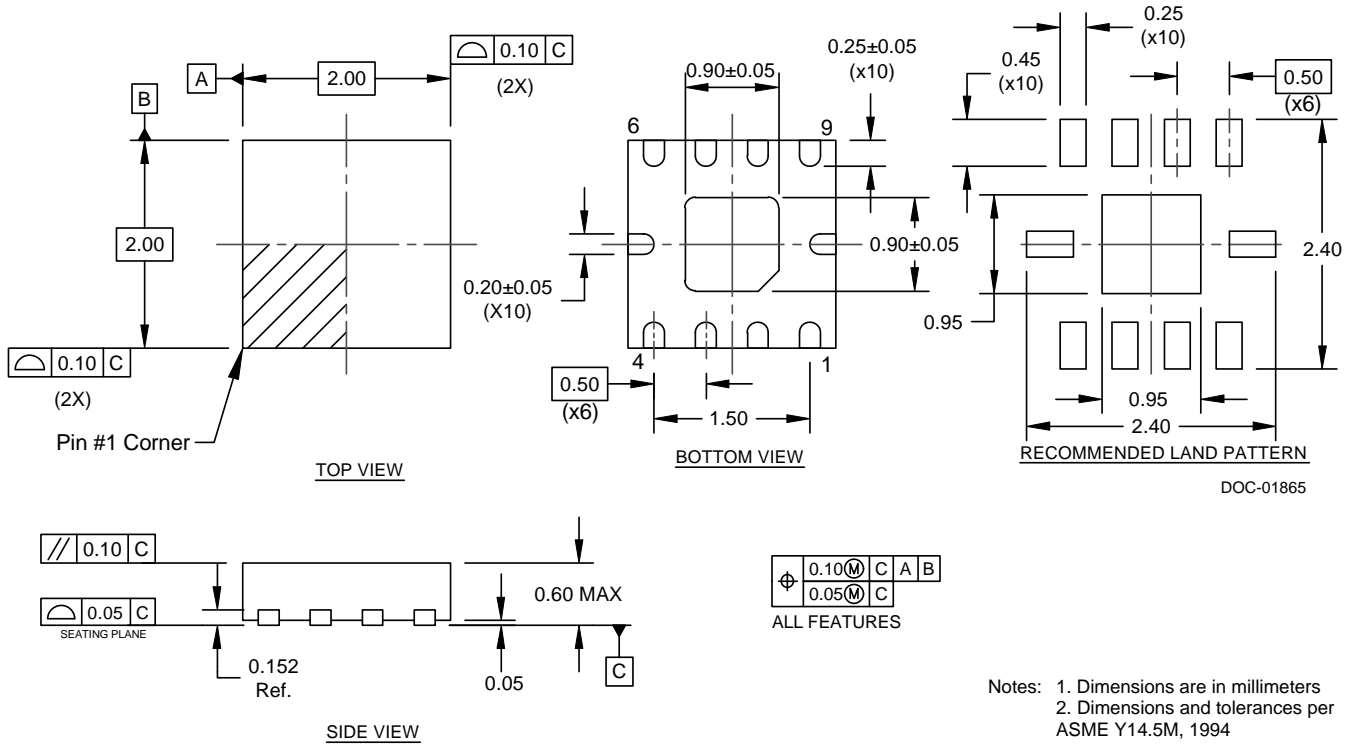 A
2.00
⌓ 0.10 C
(2X)
B
2.00
⌓ 0.10 C
(2X)
Pin #1 Corner
TOP VIEW
0.90±0.05
0.25±0.05
(x10)
6
9
0.90±0.05
0.20±0.05
(X10)
4
1
0.50
(x6)
1.50
BOTTOM VIEW
0.25
(x10)
0.45
(x10)
0.50
(x6)
2.40
0.95
0.95
2.40
RECOMMENDED LAND PATTERN
DOC-01865
// 0.10 C
⌓ 0.05 C
SEATING PLANE
0.152
Ref.
0.60 MAX
0.05
C
SIDE VIEW
⌖ 0.10Ⓜ C A B
0.05Ⓜ C
ALL FEATURES
Notes: 1. Dimensions are in millimeters
2. Dimensions and tolerances per
ASME Y14.5M, 1994